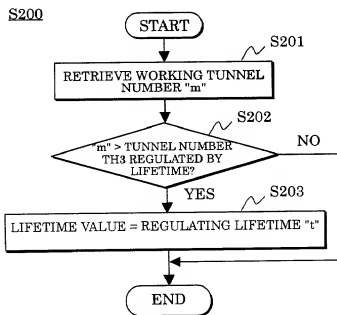 S200
START
S201
RETRIEVE WORKING TUNNEL
NUMBER "m"
S202
"m" > TUNNEL NUMBER
TH3 REGULATED BY
LIFETIME?
NO
YES
S203
LIFETIME VALUE = REGULATING LIFETIME "t"
END